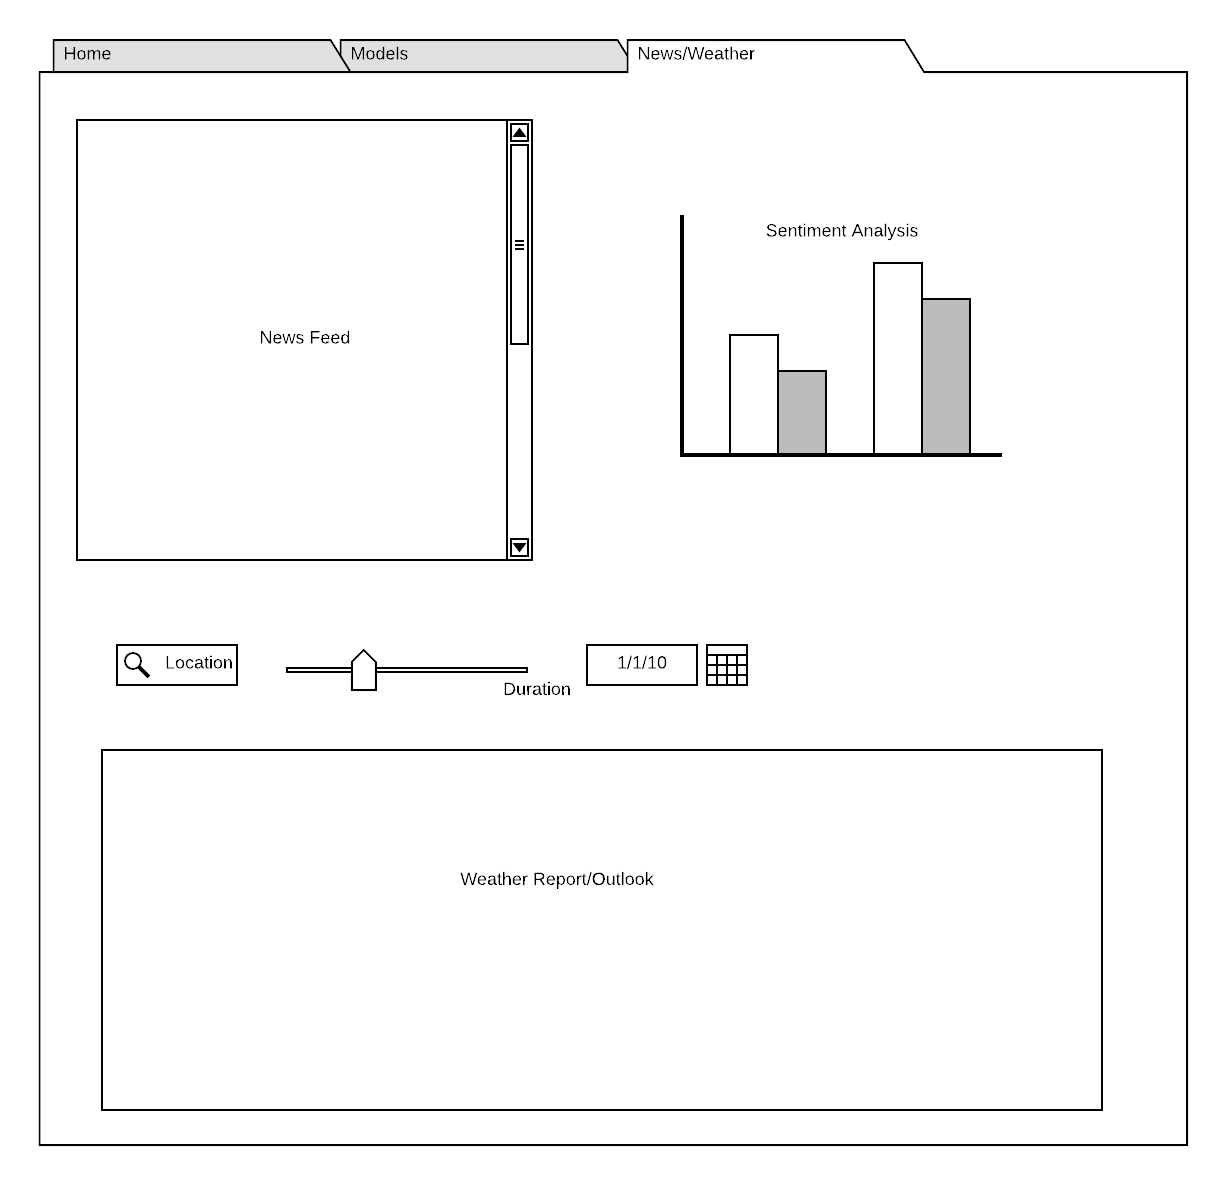 Home
Models
News/Weather
Sentiment Analysis
News Feed
Location
Duration
1/1/10
Weather Report/Outlook